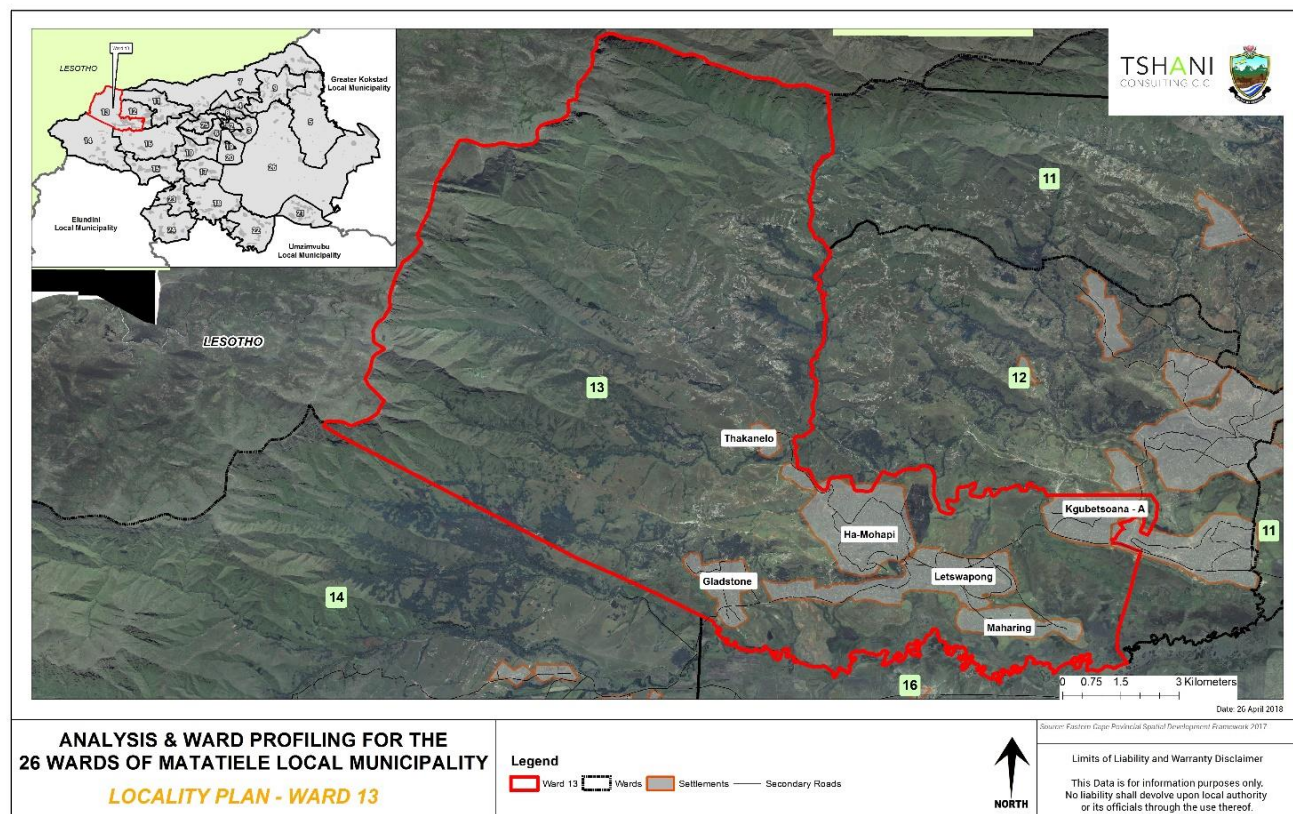 LESOTHO
Ward 13
Greater Kokstad
Local Municipality
7
9
5
13
12
11
14
16
15
17
18
19
20
26
21
22
23
24
Elundini
Local Municipality
Umzimvubu
Local Municipality
TSHANI
CONSULTING C.C
11
LESOTHO
13
12
Thakanelo
Kgubetsoana - A
Ha-Mohapi
11
Gladstone
Letswapong
14
Maharing
16
0 0.75 1.5 3 Kilometers
Date: 26 April 2018
ANALYSIS & WARD PROFILING FOR THE
26 WARDS OF MATATIELE LOCAL MUNICIPALITY
LOCALITY PLAN - WARD 13
Legend
Ward 13 Wards Settlements Secondary Roads
NORTH
Source: Eastern Cape Provincial Spatial Development Framework 2017
Limits of Liability and Warranty Disclaimer
This Data is for information purposes only.
No liability shall devolve upon local authority
or its officials through the use thereof.